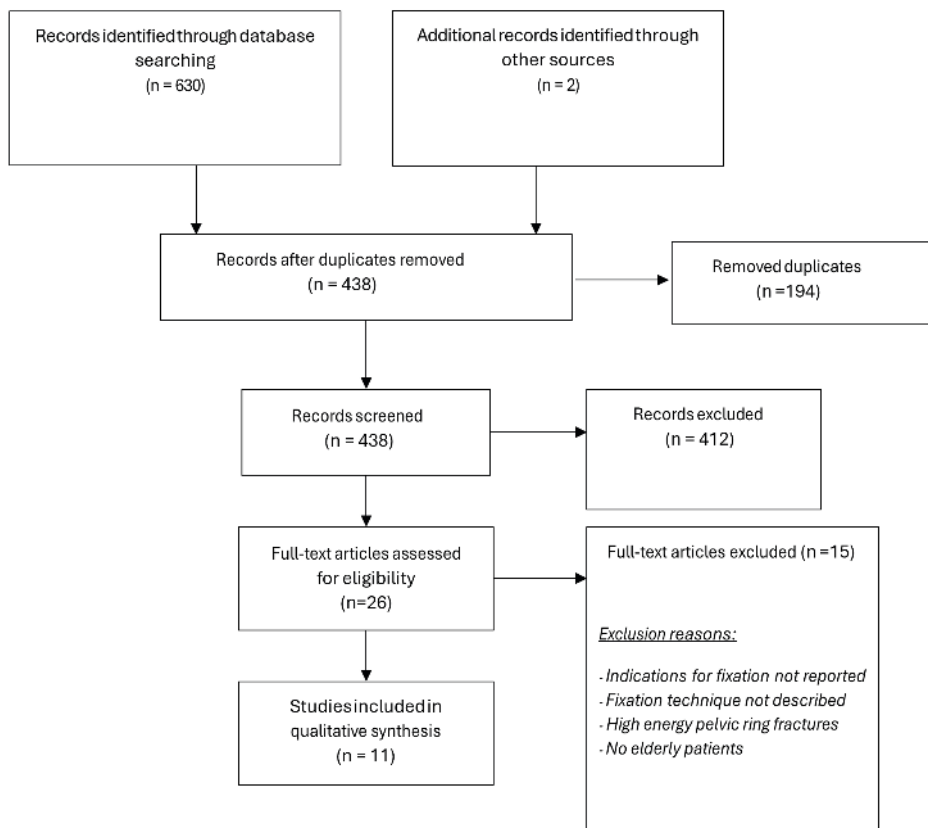 Records identified through database
searching
(n = 630)
Additional records identified through
other sources
(n = 2)
Records after duplicates removed
(n = 438)
Removed duplicates
(n =194)
Records screened
(n = 438)
Records excluded
(n = 412)
Full-text articles assessed
for eligibility
(n=26)
Full-text articles excluded (n =15)
Exclusion reasons:
- Indications for fixation not reported
- Fixation technique not described
- High energy pelvic ring fractures
- No elderly patients
Studies included in
qualitative synthesis
(n = 11)